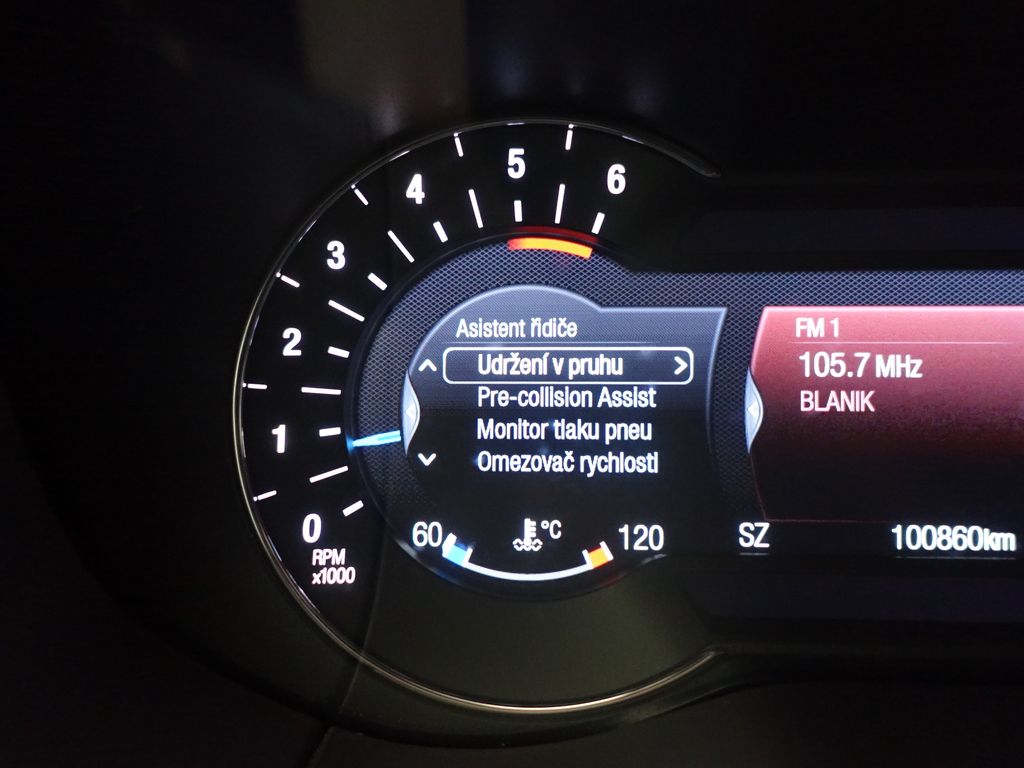 6
5
4
3
2
1
0
RPM
x1000
Asistent řidiče
Udržení v pruhu
Pre-collision Assist
Monitor tlaku pneu
Omezovač rychlosti
60 °C 120
FM 1
105.7 MHz
BLANIK
SZ 100860km